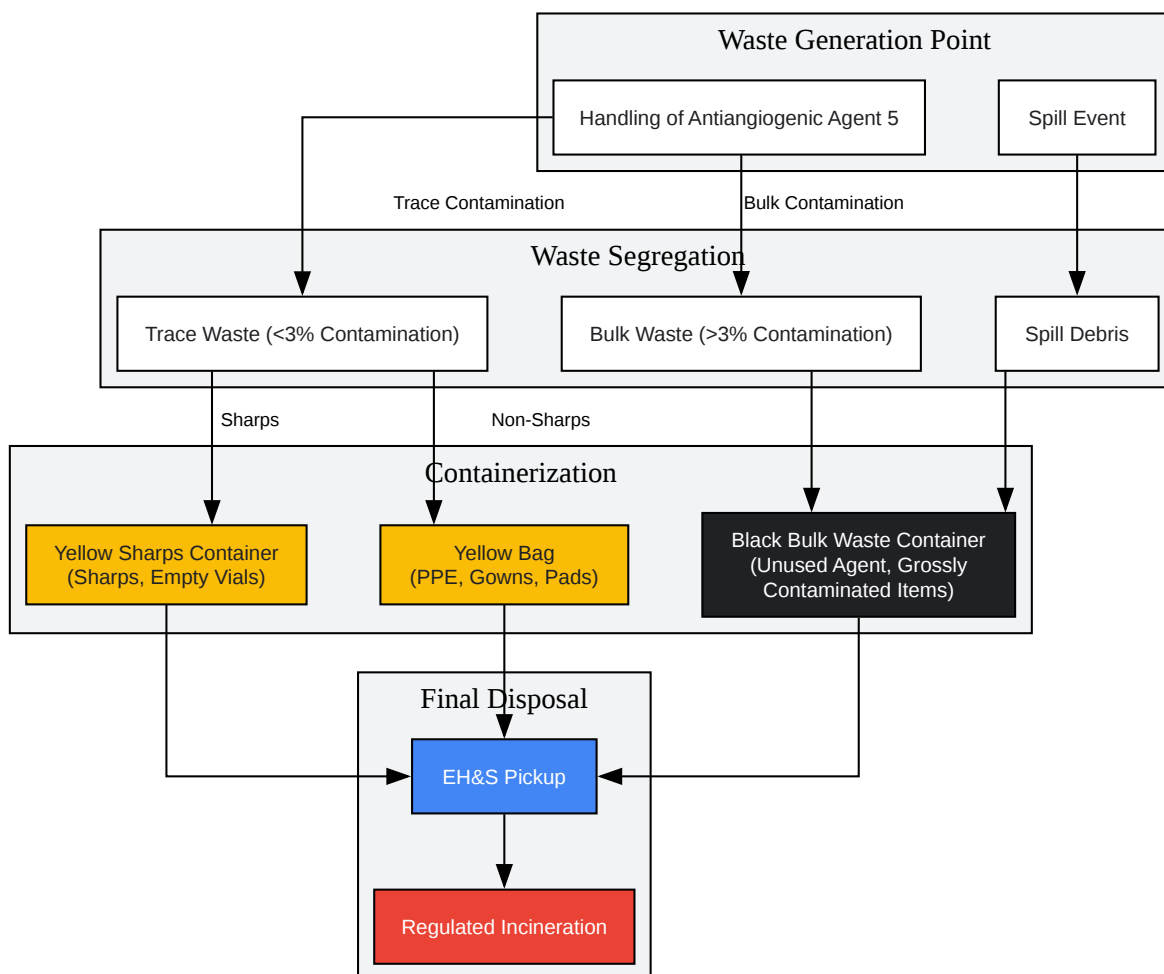 Waste Generation Point
Handling of Antiangiogenic Agent 5
Spill Event
Trace Contamination
Bulk Contamination
Waste Segregation
Trace Waste (<3% Contamination)
Bulk Waste (>3% Contamination)
Spill Debris
Sharps
Non-Sharps
Containerization
Yellow Sharps Container
(Sharps, Empty Vials)
Yellow Bag
(PPE, Gowns, Pads)
Black Bulk Waste Container
(Unused Agent, Grossly
Contaminated Items)
Final Disposal
EH&S Pickup
Regulated Incineration